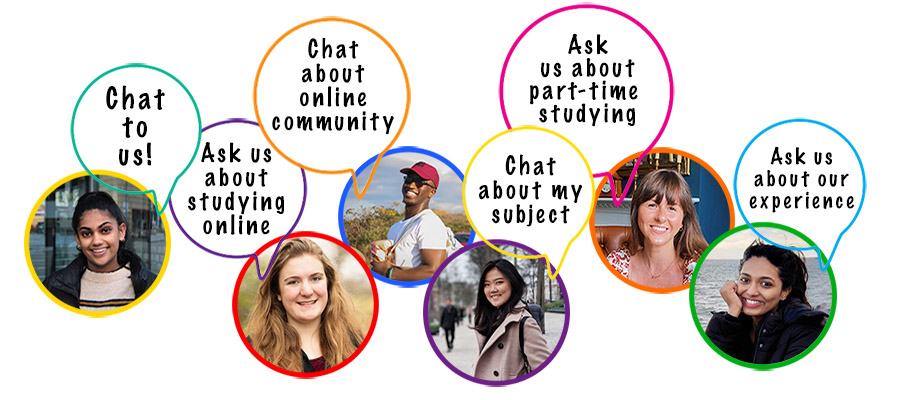 Chat
to
us!
Ask us
about
studying
online
Chat
about
online
community
Chat
about my
subject
Ask
us about
part-time
studying
Ask us
about our
experience